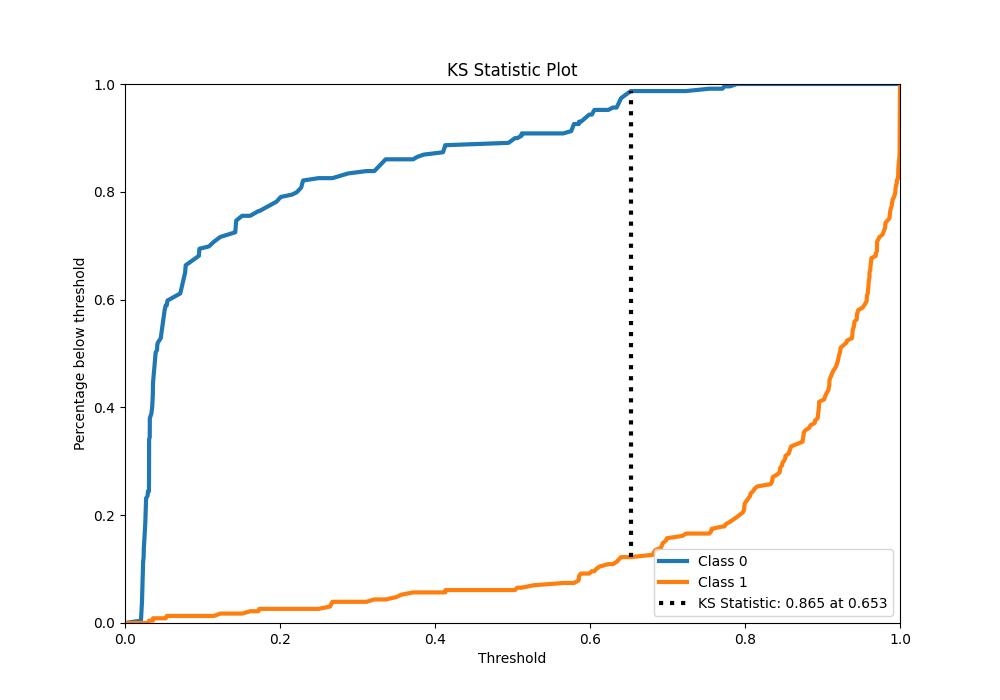 KS Statistic Plot
1.0
0.8
0.6
0.4
0.2
0.0
Percentage below threshold
0.0 0.2 0.4 0.6 0.8 1.0
Threshold
Class 0
Class 1
KS Statistic: 0.865 at 0.653